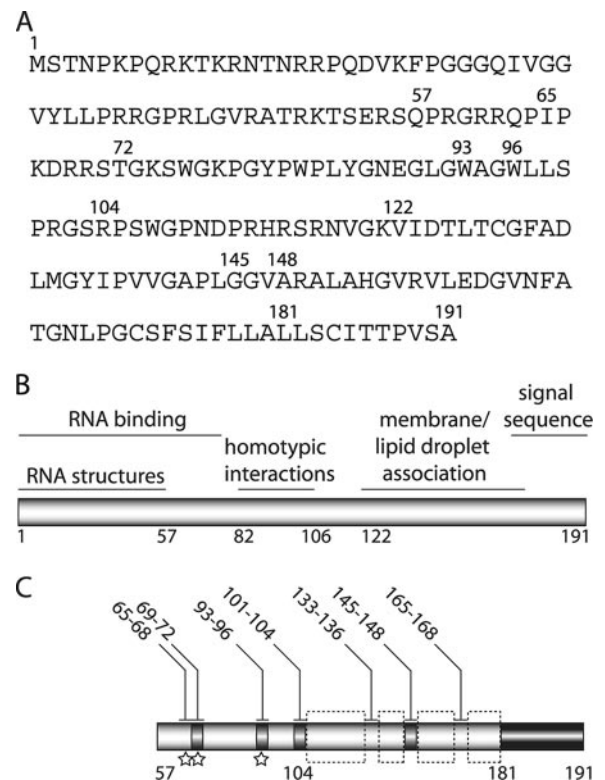 A
1
MSTNPKPQRKTKRNTNRRPQDVKFPGGGQIVGG
57 65
VYLLPRRGPRLGVRATRKTSERSQPRGRRQPIP
72 93 96
KDRRSTGKSWGKPGYPWPLYGNEGLGWAGWLLS
104 122
PRGSRPSWGPNDPRHRSRNVGKVIDTLTCGFAD
145 148
LMGYIPVVGAPLGGVARALAHGVRVLEDGVNFA
181 191
TGNLPGCSFSIFLLALLSCITTPVSA
B
RNA binding
RNA structures
homotypic
interactions
membrane/
lipid droplet
association
signal
sequence
1 57 82 106 122 191
C
65-68 69-72 93-96 101-104 133-136 145-148 165-168
57 104 181 191